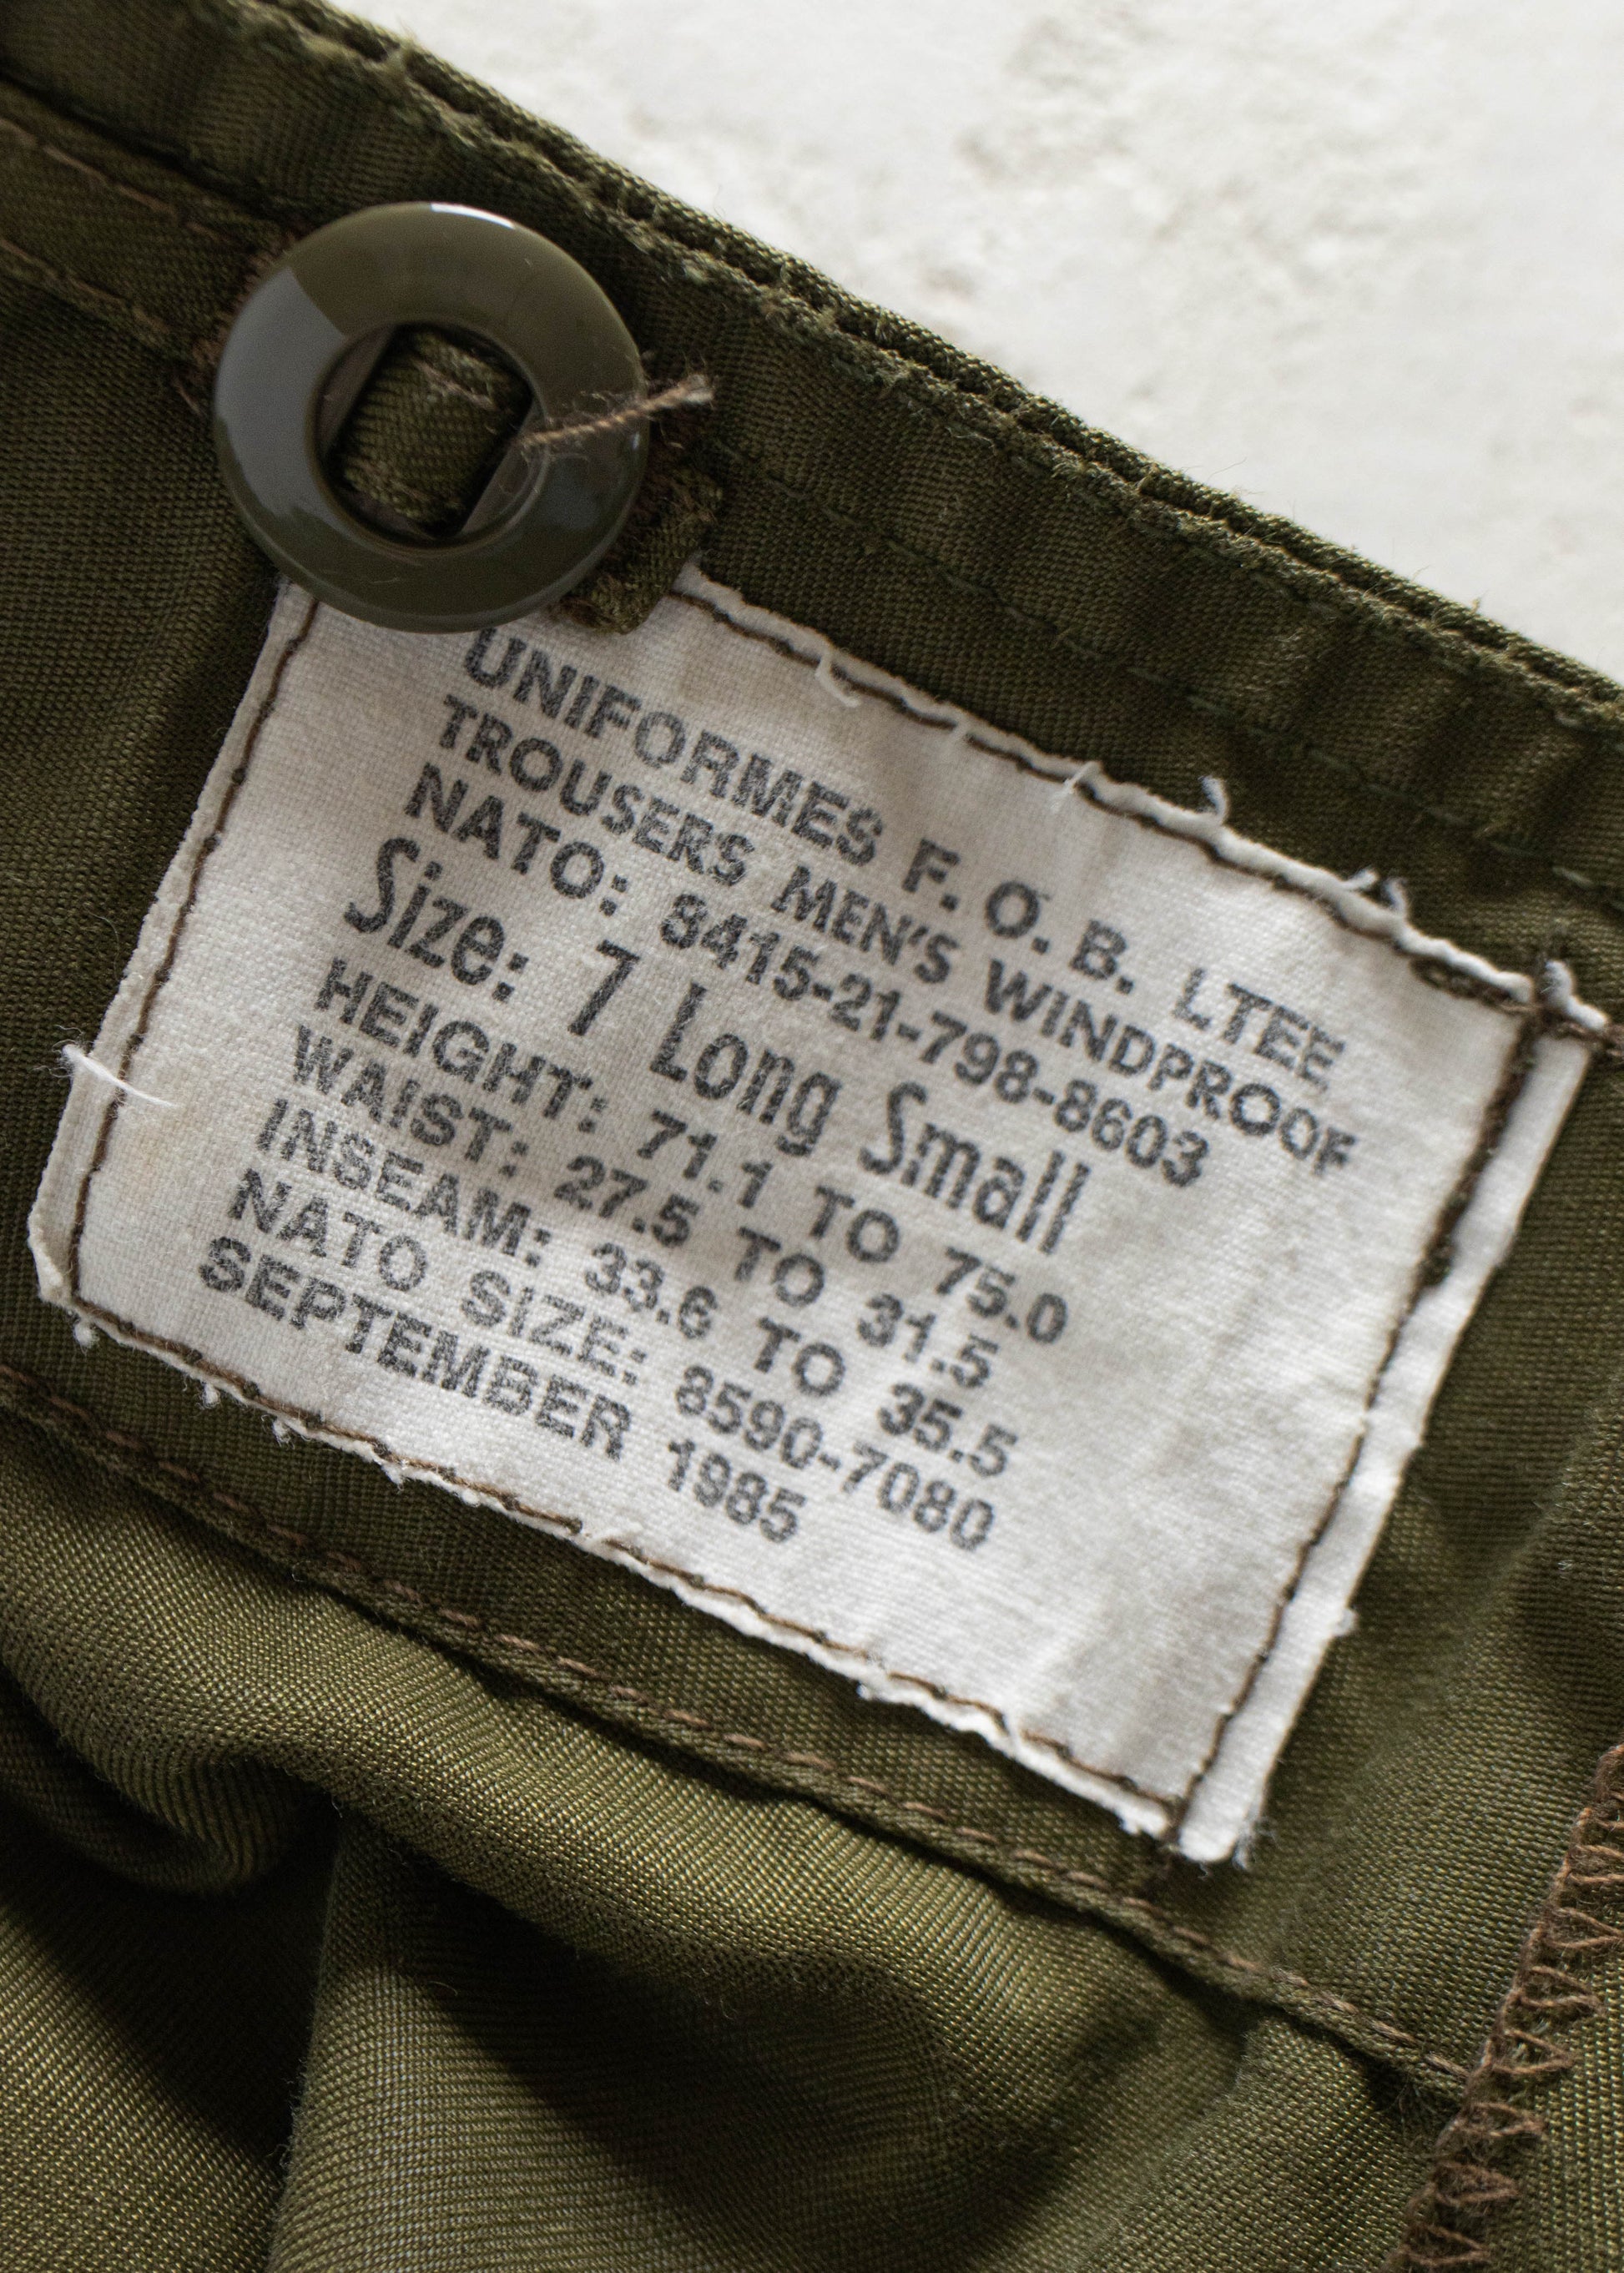 UNIFORMES F. O. B. LTEE
TROUSERS MEN'S WINDPROOF
NATO: 8415-21-798-8603
Size: 7 Long Small
HEIGHT: 71.1 TO 75.0
WAIST: 27.5 TO 31.5
INSEAM: 33.6 TO 35.5
NATO SIZE: 8590-7080
SEPTEMBER 1985